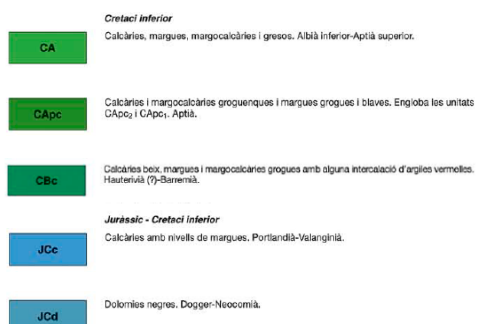 Cretaci inferior
CA
Calcàries, margues, margocalcàries i gresos. Albià inferior-Aptià superior.
CApc
Calcàries i margocalcàries groguenques i margues grogues i blaves. Engloba les unitats
CApc₂ i CApc₁. Aptià.
CBc
Calcàries beix, margues i margocalcàries grogues amb alguna intercalació d'argiles vermelles.
Hauterivià (?)-Barremià.
Juràssic - Cretaci inferior
JCc
Calcàries amb nivells de margues. Portlandià-Valanginià.
JCd
Dolomies negres. Dogger-Neocomià.